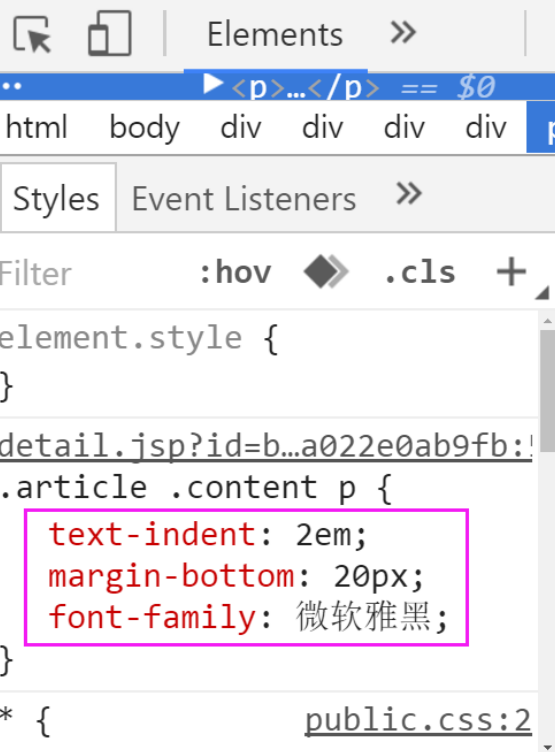 Elements »
▶<p>…</p> == $0
html body div div div div p
Styles Event Listeners »
Filter :hov .cls +
element.style {
}
detail.jsp?id=b…a022e0ab9fb:
.article .content p {
text-indent: 2em;
margin-bottom: 20px;
font-family: 微软雅黑;
}
* { public.css:2